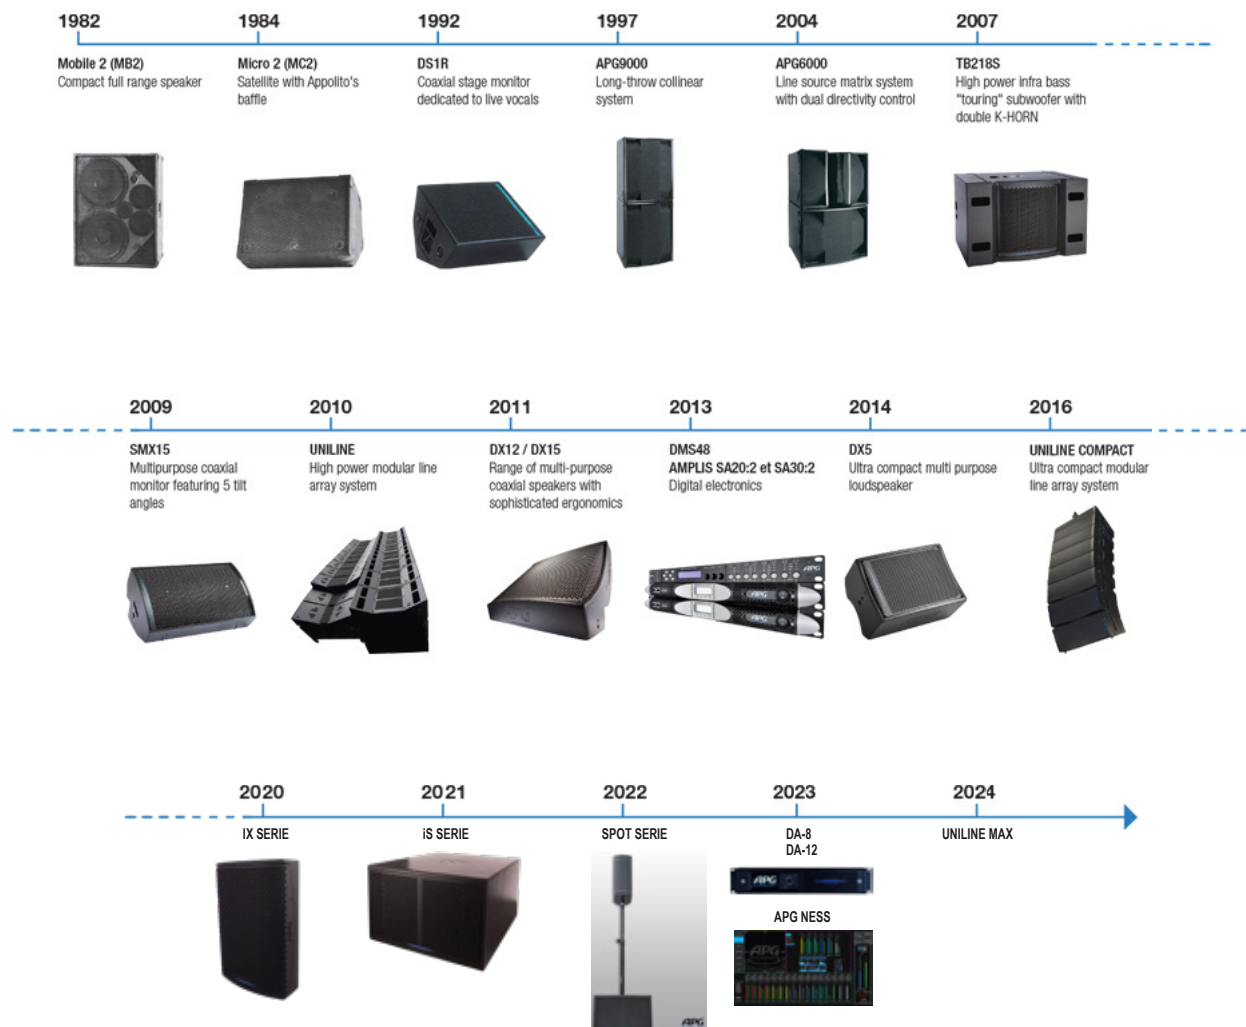 1982
1984
1992
1997
2004
2007
Mobile 2 (MB2)
Compact full range speaker
Micro 2 (MC2)
Satellite with Appolito's
baffle
DS1R
Coaxial stage monitor
dedicated to live vocals
APG9000
Long-throw collinear
system
APG6000
Line source matrix system
with dual directivity control
TB218S
High power infra bass
"touring" subwoofer with
double K-HORN
2009
2010
2011
2013
2014
2016
SMX15
Multipurpose coaxial
monitor featuring 5 tilt
angles
UNILINE
High power modular line
array system
DX12 / DX15
Range of multi-purpose
coaxial speakers with
sophisticated ergonomics
DMS48
AMPLIS SA20:2 et SA30:2
Digital electronics
DX5
Ultra compact multi purpose
loudspeaker
UNILINE COMPACT
Ultra compact modular
line array system
APG
APG
APG
APG
2020
2021
2022
2023
2024
IX SERIE
iS SERIE
SPOT SERIE
DA-8
DA-12
UNILINE MAX
APG
APG NESS
APG
APG